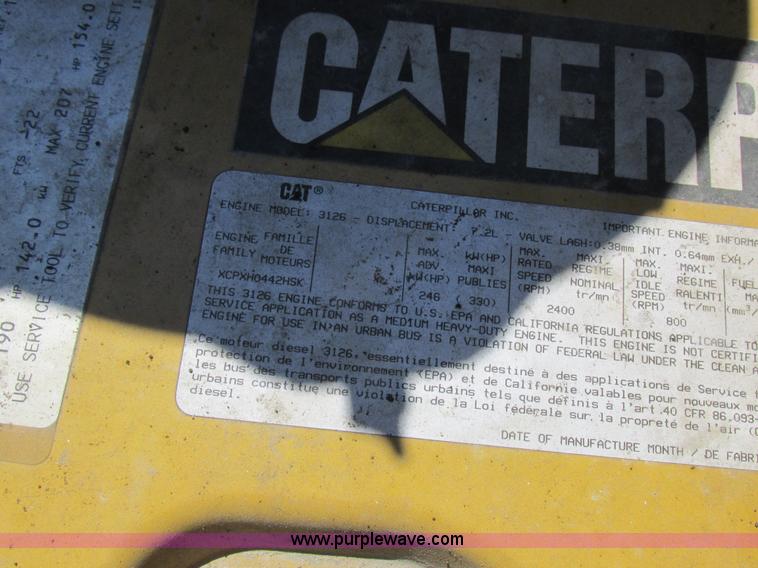 CATERP
CAT®
CATERPILLAR INC.
IMPORTANT ENGINE INFORMA
ENGINE MODEL: 3126 - DISPLACEMENT: 7.2L - VALVE LASH:0.38mm INT. 0.64mm EXH./
ENGINE FAMILLE
DE
FAMILY MOTEURS
XCPXH0442HSK
MAX. KW(HP)
ADV. MAXI
KW(HP) PUBLIES
246 330)
MAX. MAXI.
RATED REGIME
SPEED NOMINAL
(RPM) tr/mn
2400
MAX. MAXI.
LOW REGIME
IDLE RALENTI
SPEED tr/mn
(RPM)
800
FUEL
MAX
(mm³/
THIS 3126 ENGINE CONFORMS TO U.S. EPA AND CALIFORNIA REGULATIONS APPLICABLE TO
SERVICE APPLICATION AS A MEDIUM HEAVY-DUTY ENGINE. THIS ENGINE IS NOT CERTIFI
ENGINE FOR USE IN AN URBAN BUS IS A VIOLATION OF FEDERAL LAW UNDER THE CLEAN A
Ce moteur diesel 3126, essentiellement destiné à des applications de Service t
protection de l'environnement (EPA) et de Californie valables pour nouveaux mo
les bus des transports publics urbains tels que définis à l'art.40 CFR 86.093-
urbains constitue une violation de la Loi fédérale sur la propreté de l'air (C
diesel.
DATE OF MANUFACTURE MONTH / DE FABRI
190 HP 142.0 KW MAX 207 HP 154.0
FTS -22
USE SERVICE TOOL TO VERIFY CURRENT ENGINE SETT
www.purplewave.com